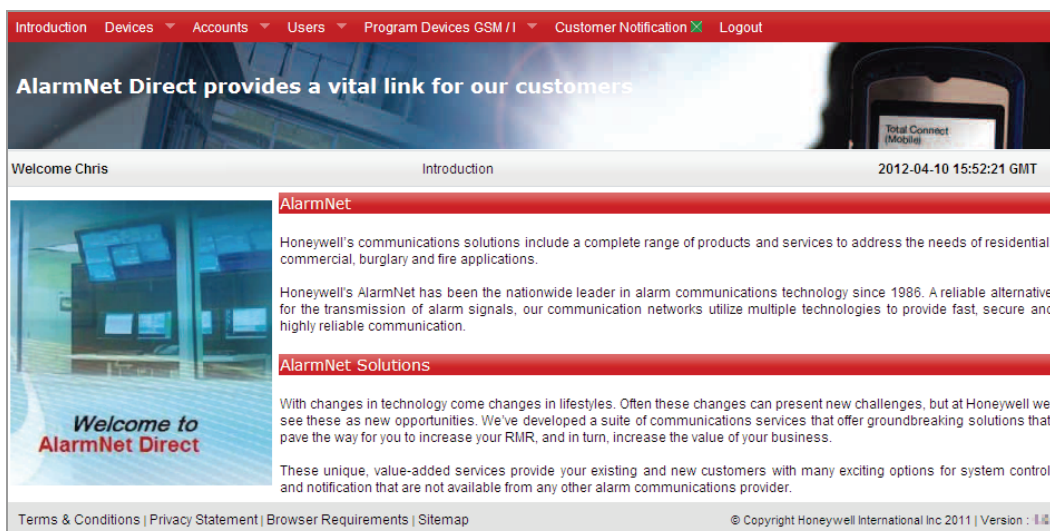 Introduction Devices Accounts Users Program Devices GSM / I Customer Notification Logout
AlarmNet Direct provides a vital link for our customers
Total Connect
(Mobile)
Welcome Chris Introduction 2012-04-10 15:52:21 GMT
AlarmNet
Honeywell's communications solutions include a complete range of products and services to address the needs of residential
commercial, burglary and fire applications.
Honeywell's AlarmNet has been the nationwide leader in alarm communications technology since 1986. A reliable alternative
for the transmission of alarm signals, our communication networks utilize multiple technologies to provide fast, secure and
highly reliable communication.
AlarmNet Solutions
With changes in technology come changes in lifestyles. Often these changes can present new challenges, but at Honeywell we
see these as new opportunities. We've developed a suite of communications services that offer groundbreaking solutions that
pave the way for you to increase your RMR, and in turn, increase the value of your business.
These unique, value-added services provide your existing and new customers with many exciting options for system control
and notification that are not available from any other alarm communications provider.
Welcome to
AlarmNet Direct
Terms & Conditions | Privacy Statement | Browser Requirements | Sitemap © Copyright Honeywell International Inc 2011 | Version :